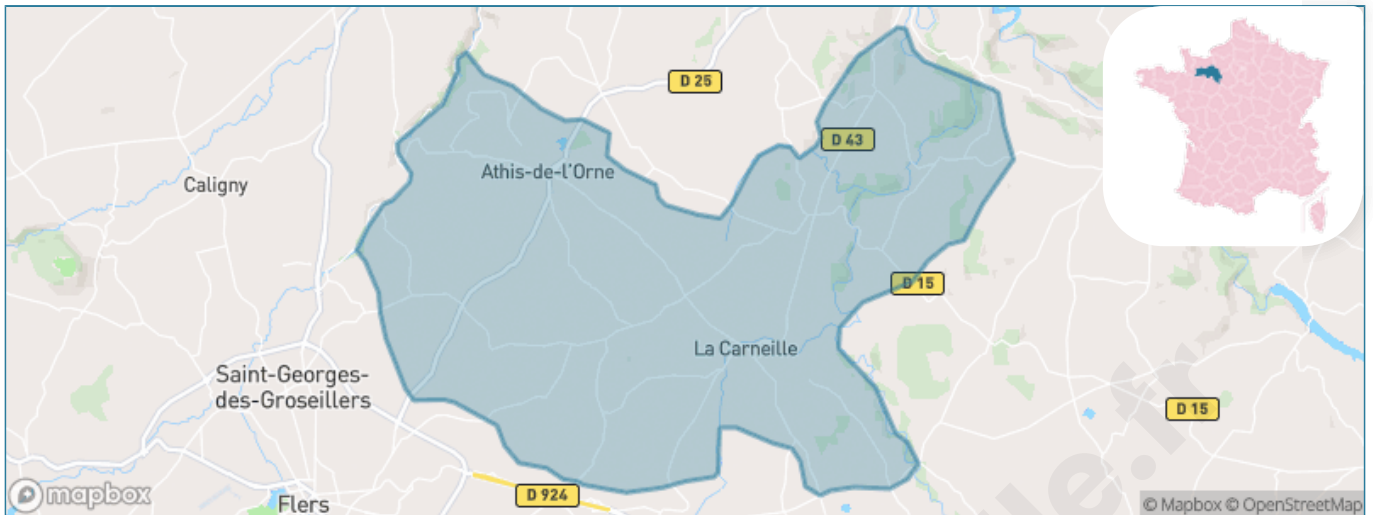 D 25
D 43
Athis-de-l'Orne
Caligny
D 15
La Carneille
Saint-Georges-
des-Groseillers
D 15
D 924
Flers
mapbox
© Mapbox © OpenStreetMap